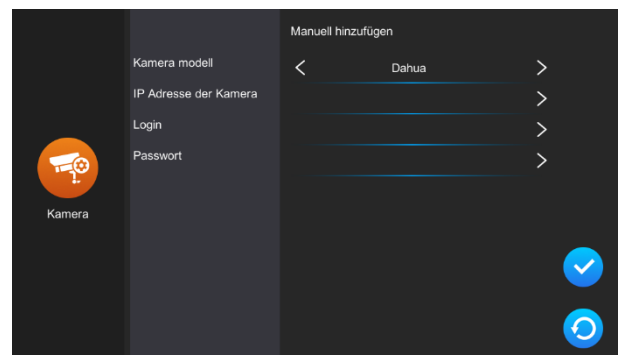 Manuell hinzufügen
Kamera modell
Dahua
IP Adresse der Kamera
Login
Passwort
Kamera